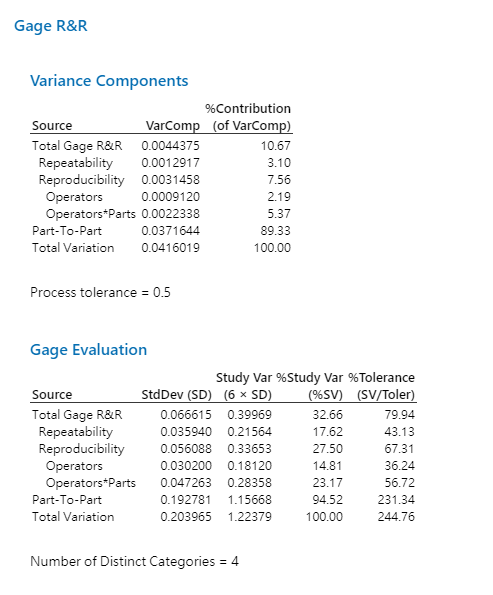 Gage R&R
Variance Components
%Contribution
Source VarComp (of VarComp)
Total Gage R&R 0.0044375 10.67
Repeatability 0.0012917 3.10
Reproducibility 0.0031458 7.56
Operators 0.0009120 2.19
Operators*Parts 0.0022338 5.37
Part-To-Part 0.0371644 89.33
Total Variation 0.0416019 100.00
Process tolerance = 0.5
Gage Evaluation
Study Var %Study Var %Tolerance
Source StdDev (SD) (6 × SD) (%SV) (SV/Toler)
Total Gage R&R 0.066615 0.39969 32.66 79.94
Repeatability 0.035940 0.21564 17.62 43.13
Reproducibility 0.056088 0.33653 27.50 67.31
Operators 0.030200 0.18120 14.81 36.24
Operators*Parts 0.047263 0.28358 23.17 56.72
Part-To-Part 0.192781 1.15668 94.52 231.34
Total Variation 0.203965 1.22379 100.00 244.76
Number of Distinct Categories = 4